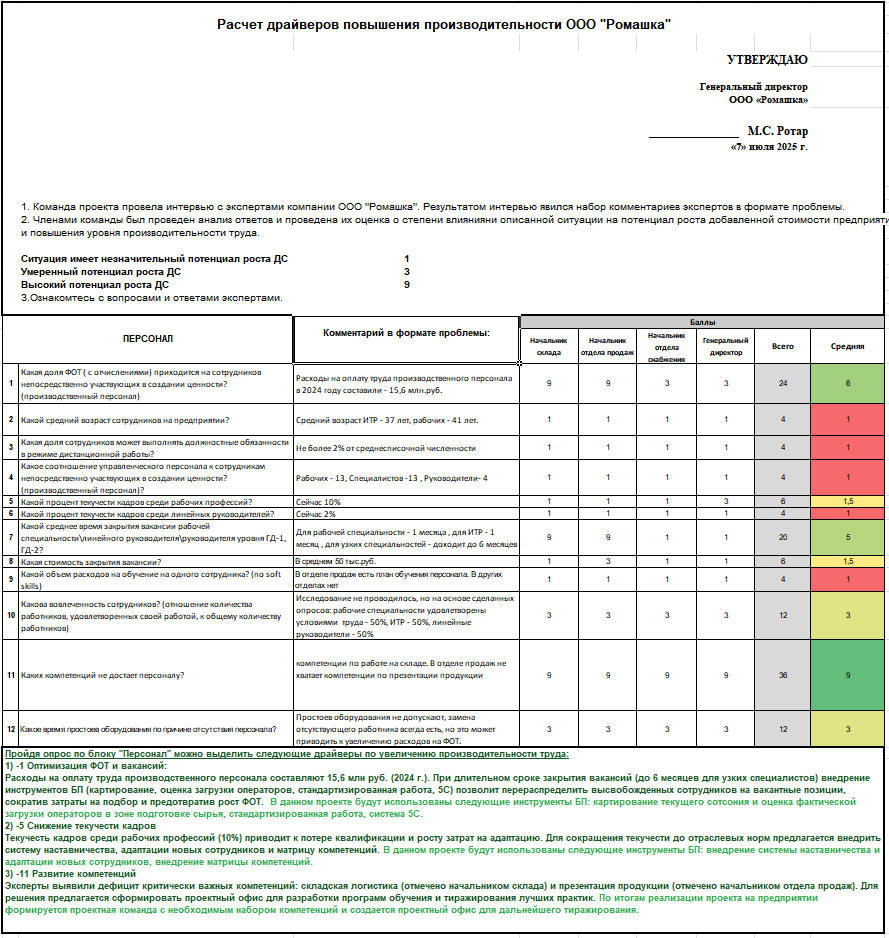 Расчет драйверов повышения производительности ООО "Ромашка"
УТВЕРЖДАЮ
Генеральный директор
ООО «Ромашка»
_______________ М.С. Ротар
«7» июля 2025 г.
1. Команда проекта провела интервью с экспертами компании ООО "Ромашка". Результатом интервью явился набор комментариев экспертов в формате проблемы.
2. Членами команды был проведен анализ ответов и проведена их оценка о степени влиянияни описанной ситуации на потенциал роста добавленной стоимости предприяти
и повышения уровня производительности труда.
Ситуация имеет незначительный потенциал роста ДС 1
Умеренный потенциал роста ДС 3
Высокий потенциал роста ДС 9
3.Ознакомтесь с вопросами и ответами экспертами.
ПЕРСОНАЛ
Комментарий в формате проблемы:
Баллы
Начальник склада
Начальник отдела продаж
Начальник отдела снабжения
Генеральный директор
Всего
Средняя
1 Какая доля ФОТ ( с отчислениями) приходится на сотрудников
непосредственно участвующих в создании ценности?
(производственный персонал)
Расходы на оплату труда производственного персонала
в 2024 году составили - 15,6 млн.руб.
9 9 3 3 24 6
2 Какой средний возраст сотрудников на предприятии?
Средний возраст ИТР - 37 лет, рабочих - 41 лет.
1 1 1 1 4 1
3 Какая доля сотрудников может выполнять должностные обязанности
в режиме дистанционной работы?
Не более 2% от среднесписочной численности
1 1 1 1 4 1
4 Какое соотношение управленческого персонала к сотрудникам
непосредственно участвующих в создании ценности?
(производственный персонал)?
Рабочих - 13, Специалистов -13 , Руководители- 4
1 1 1 1 4 1
5 Какой процент текучести кадров среди рабочих профессий?
Сейчас 10%
1 1 1 3 6 1,5
6 Какой процент текучести кадров среди линейных руководителей?
Сейчас 2%
1 1 1 1 4 1
7 Какой среднее время закрытия вакансии рабочей
специальности\линейного руководителя\руководителя уровня ГД-1,
ГД-2?
Для рабочей специальности - 1 месяца , для ИТР - 1
месяц , для узких специальностей - доходит до 6 месяцев
9 9 1 1 20 5
8 Какая стоимость закрытия вакансии?
В среднем 50 тыс.руб.
1 3 1 1 6 1,5
9 Какой объем расходов на обучение на одного сотрудника? (по soft
skills)
В отделе продаж есть план обучения персонала. В других
отделах нет
1 1 1 1 4 1
10 Какова вовлеченность сотрудников? (отношение количества
работников, удовлетворенных своей работой, к общему количеству
работников)
Исследование не проводилось, но на основе сделанных
опросов: рабочие специальности удовлетворены
условиями труда - 50%, ИТР - 50%, линейные
руководители - 50%
3 3 3 3 12 3
11 Каких компетенций не достает персоналу?
компетенции по работе на складе. В отделе продаж не
хватает компетенции по презентации продукции
9 9 9 9 36 9
12 Какое время простоев оборудования по причине отсутствия персонала?
Простоев оборудования не допускают, замена
отсутствующего работника всегда есть, но это может
приводить к увеличению расходов на ФОТ.
3 3 3 3 12 3
Пройдя опрос по блоку "Персонал" можно выделить следующие драйверы по увеличению производительности труда:
1) -1 Оптимизация ФОТ и вакансий:
Расходы на оплату труда производственного персонала составляют 15,6 млн руб. (2024 г.). При длительном сроке закрытия вакансий (до 6 месяцев для узких специалистов) внедрение
инструментов БП (картирование, оценка загрузки операторов, стандартизированная работа, 5С) позволит перераспределить высвобожденных сотрудников на вакантные позиции,
сократив затраты на подбор и предотвратив рост ФОТ. В данном проекте будут использованы следующие инструменты БП: картирование текущего сотсония и оценка фактической
загрузки операторов в зоне подготовке сырья, стандартизированная работа, система 5С.
2) -5 Снижение текучести кадров
Текучесть кадров среди рабочих профессий (10%) приводит к потере квалификации и росту затрат на адаптацию. Для сокращения текучести до отраслевых норм предлагается внедрить
систему наставничества, адаптации новых сотрудников и матрицу компетенций. В данном проекте будут использованы следующие инструменты БП: внедрение системы наставничества и
адаптации новых сотрудников, внедрение матрицы компетенций.
3) -11 Развитие компетенций
Эксперты выявили дефицит критически важных компетенций: складская логистика (отмечено начальником склада) и презентация продукции (отмечено начальником отдела продаж). Для
решения предлагается сформировать проектный офис для разработки программ обучения и тиражирования лучших практик. По итогам реализации проекта на предприятии
формируется проектная команда с необходимым набором компетенций и создается проектный офис для дальнейшего тиражирования.